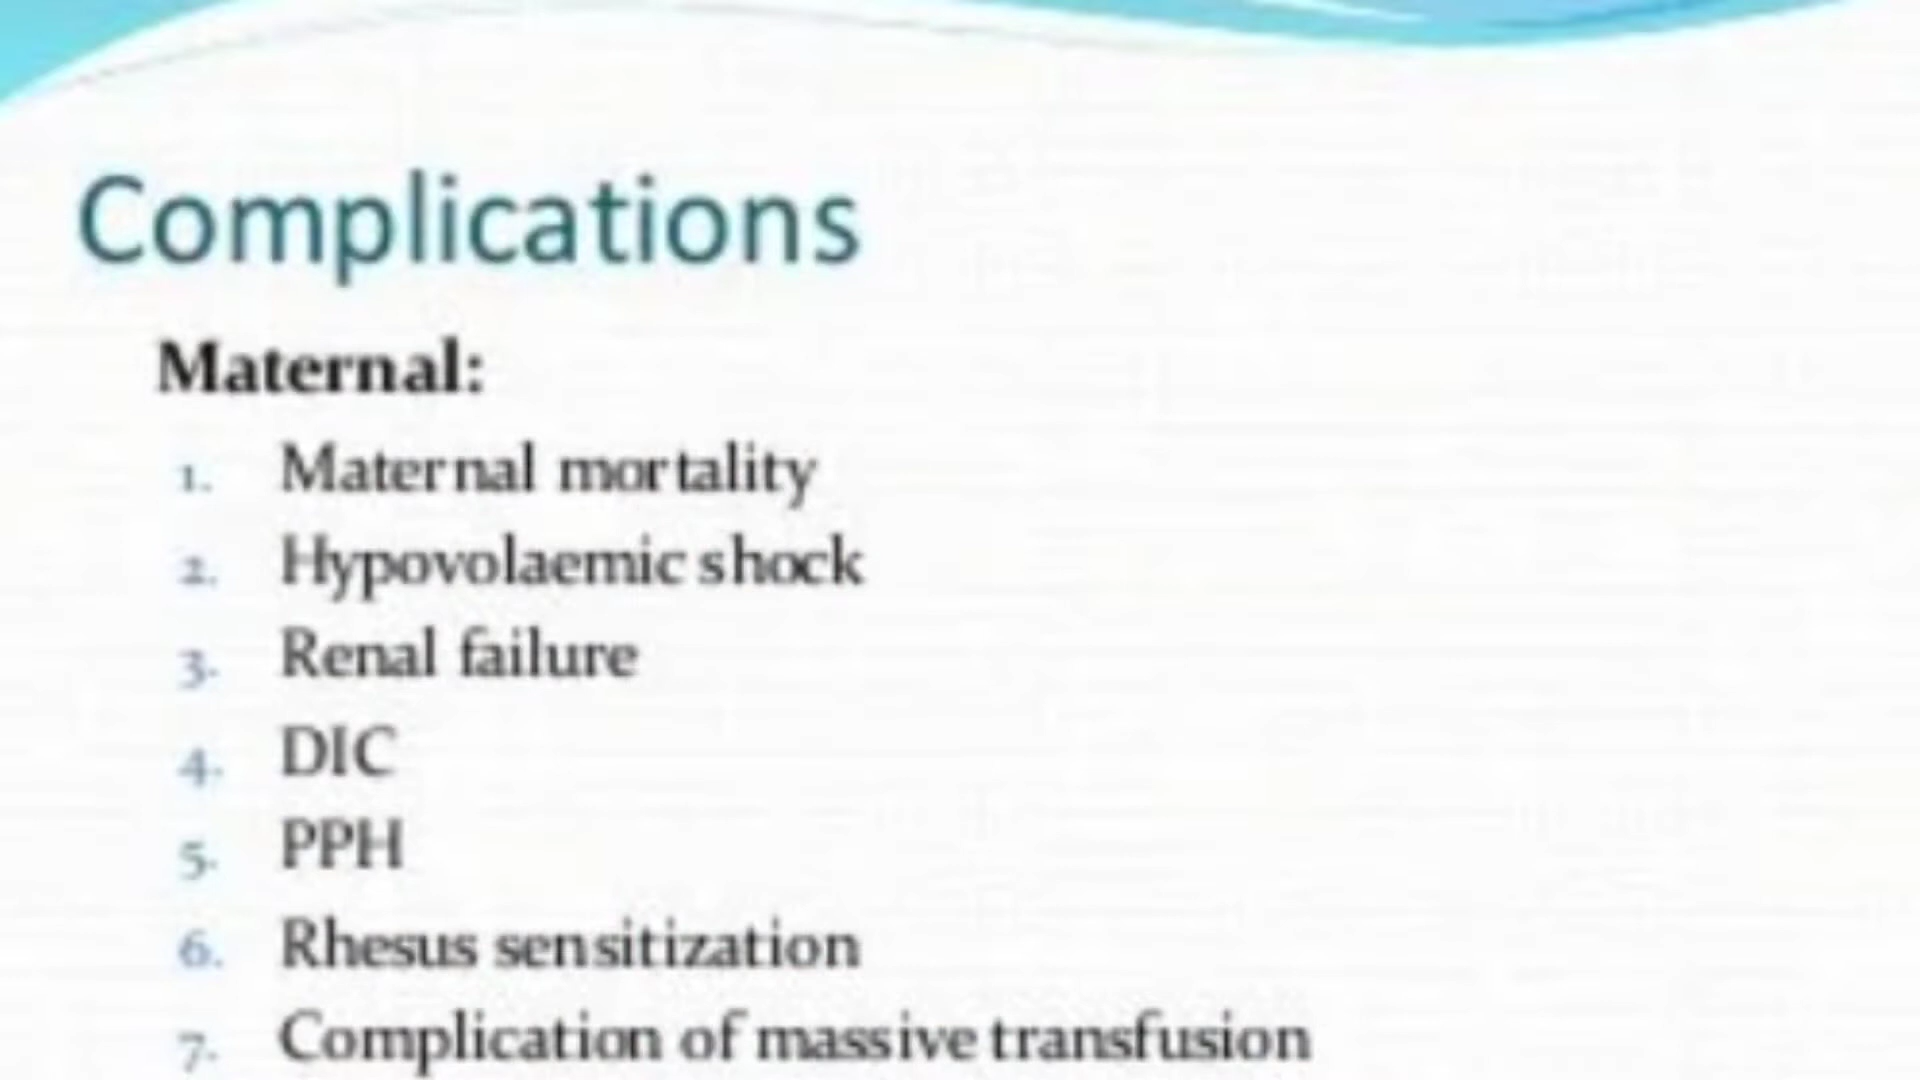 Complications
Maternal:
1. Maternal mortality
2. Hypovolaemic shock
3. Renal failure
4. DIC
5. PPH
6. Rhesus sensitization
7. Complication of massive transfusion